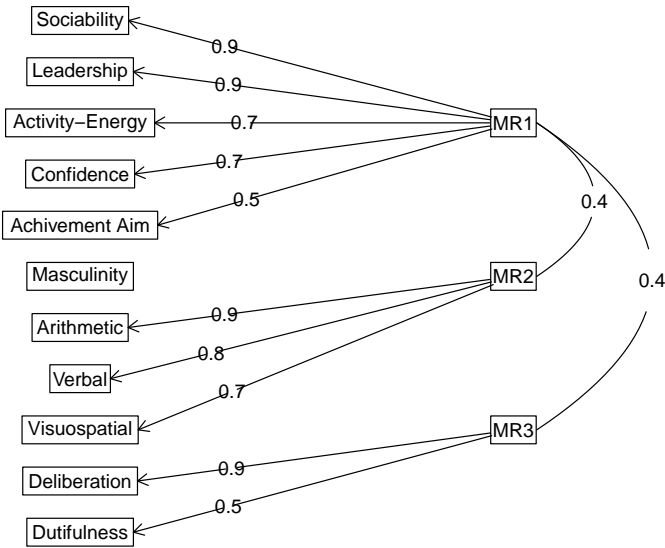 Sociability
0.9
Leadership
0.9
Activity−Energy
0.7
MR1
Confidence
0.7
Achivement Aim
0.5
0.4
Masculinity
MR2
0.4
Arithmetic
0.9
Verbal
0.8
0.7
Visuospatial
MR3
Deliberation
0.9
Dutifulness
0.5